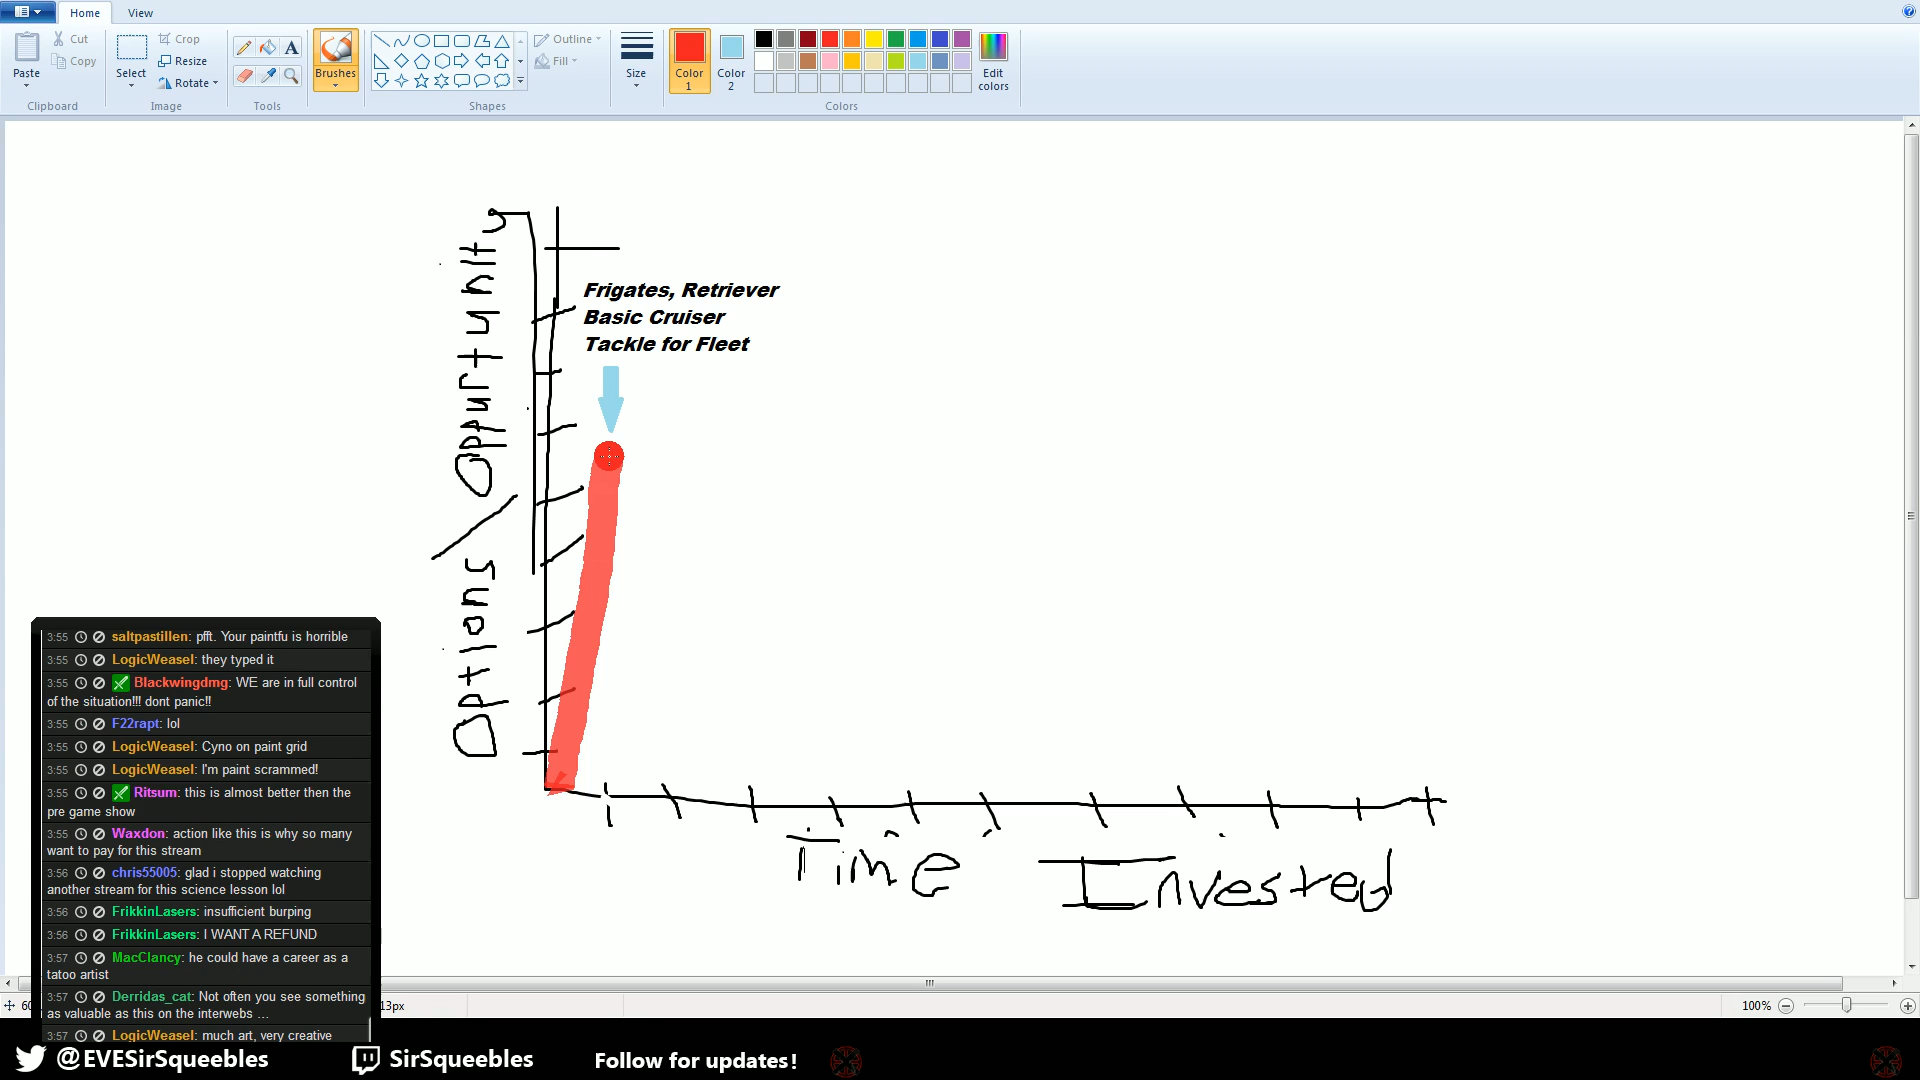 Home View
Paste
Cut
Copy
Clipboard
Select
Crop
Resize
Rotate
Image
Tools
Brushes
Shapes
Outline
Fill
Size
Color 1
Color 2
Edit colors
Colors
Options / Oppurtunity
Frigates, Retriever
Basic Cruiser
Tackle for Fleet
Time Invested
3:55 saltpastillen: pfft. Your paintfu is horrible
3:55 LogicWeasel: they typed it
3:55 Blackwingdmg: WE are in full control
of the situation!!! dont panic!!
3:55 F22rapt: lol
3:55 LogicWeasel: Cyno on paint grid
3:55 LogicWeasel: I'm paint scrammed!
3:55 Ritsum: this is almost better then the
pre game show
3:55 Waxdon: action like this is why so many
want to pay for this stream
3:56 chris55005: glad i stopped watching
another stream for this science lesson lol
3:56 FrikkinLasers: insufficient burping
3:56 FrikkinLasers: I WANT A REFUND
3:57 MacClancy: he could have a career as a
tatoo artist
3:57 Derridas_cat: Not often you see something
as valuable as this on the interwebs ...
3:57 LogicWeasel: much art, very creative
13px
100%
@EVESirSqueebles SirSqueebles Follow for updates!